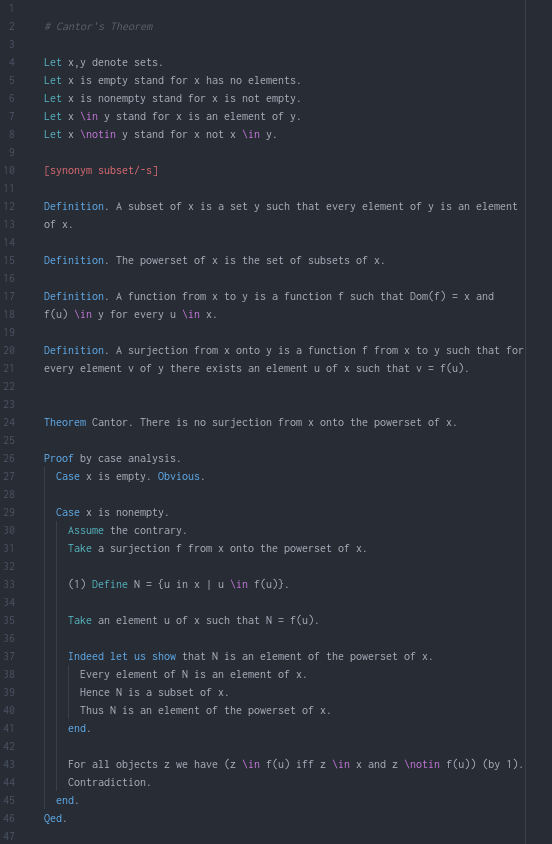 1
2 # Cantor's Theorem
3
4 Let x,y denote sets.
5 Let x is empty stand for x has no elements.
6 Let x is nonempty stand for x is not empty.
7 Let x \in y stand for x is an element of y.
8 Let x \notin y stand for x not x \in y.
9
10 [synonym subset/-s]
11
12 Definition. A subset of x is a set y such that every element of y is an element
13 of x.
14
15 Definition. The powerset of x is the set of subsets of x.
16
17 Definition. A function from x to y is a function f such that Dom(f) = x and
18 f(u) \in y for every u \in x.
19
20 Definition. A surjection from x onto y is a function f from x to y such that for
21 every element v of y there exists an element u of x such that v = f(u).
22
23
24 Theorem Cantor. There is no surjection from x onto the powerset of x.
25
26 Proof by case analysis.
27 Case x is empty. Obvious.
28
29 Case x is nonempty.
30 Assume the contrary.
31 Take a surjection f from x onto the powerset of x.
32
33 (1) Define N = {u in x | u \in f(u)}.
34
35 Take an element u of x such that N = f(u).
36
37 Indeed let us show that N is an element of the powerset of x.
38 Every element of N is an element of x.
39 Hence N is a subset of x.
40 Thus N is an element of the powerset of x.
41 end.
42
43 For all objects z we have (z \in f(u) iff z \in x and z \notin f(u)) (by 1).
44 Contradiction.
45 end.
46 Qed.
47